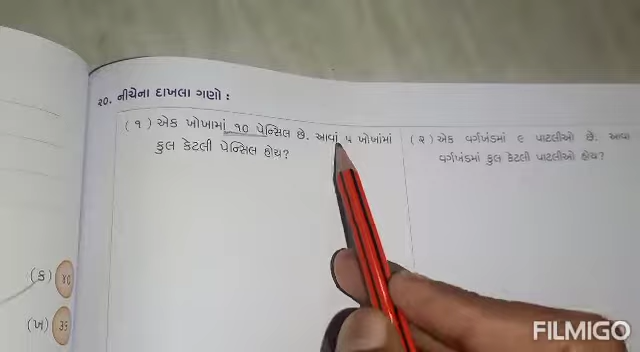 ૨૦. નીચેના દાખલા ગણો :
(૧) એક ખોખામાં ૧૦ પેન્સિલ છે. આવાં ૫ ખોખાંમાં
કુલ કેટલી પેન્સિલ હોય?
(૨) એક વર્ગખંડમાં ૯ પાટલીઓ છે. આવા
વર્ગખંડમાં કુલ કેટલી પાટલીઓ હોય?
(ક) ૪૦
(ખ) ૩૬
FILMIGO